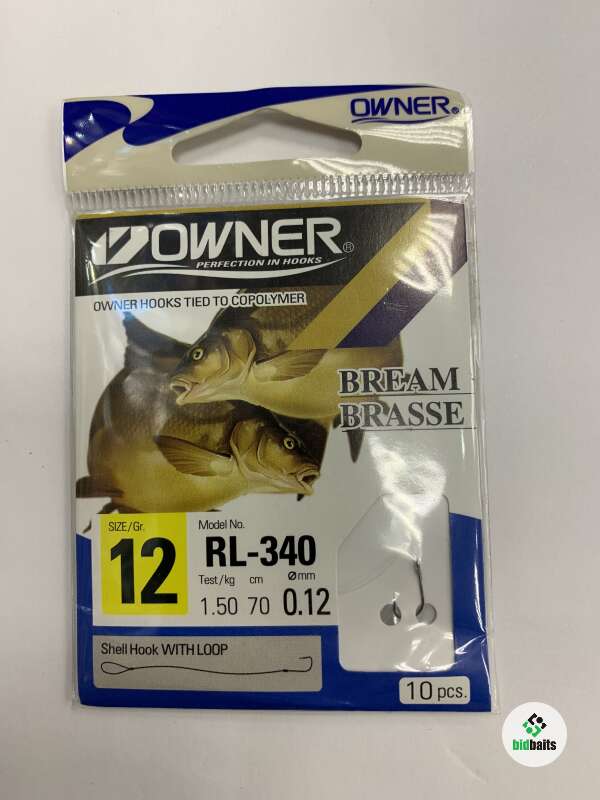 OWNER®
OWNER®
PERFECTION IN HOOKS
OWNER HOOKS TIED TO COPOLYMER
BREAM
BRASSE
SIZE/Gr.
12
Model No.
RL-340
Test/kg cm ømm
1.50 70 0.12
Shell Hook WITH LOOP
10 pcs.
bidbaits